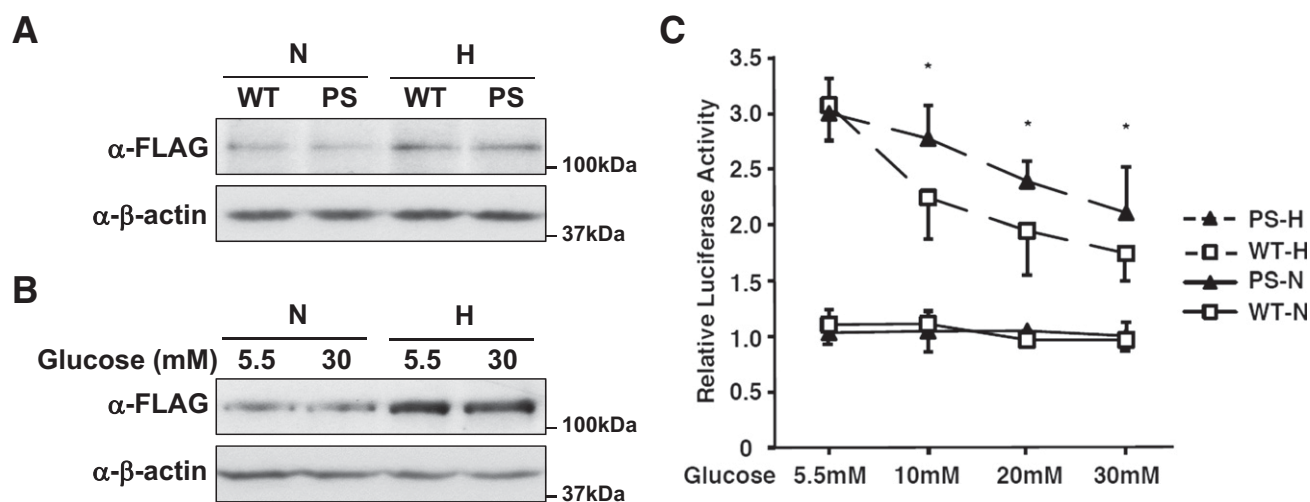 A
N H
WT PS WT PS
α-FLAG
100kDa
α-β-actin
37kDa
B
N H
Glucose (mM) 5.5 30 5.5 30
α-FLAG
100kDa
α-β-actin
37kDa
C
Relative Luciferase Activity
3.5
3.0
2.5
2.0
1.5
1.0
0.5
0
* * *
Glucose 5.5mM 10mM 20mM 30mM
PS-H
WT-H
PS-N
WT-N